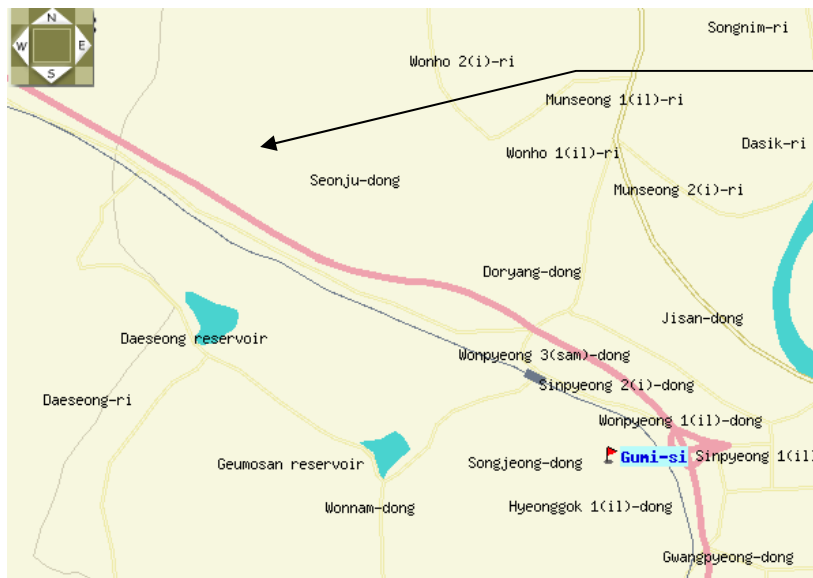 N
W E
S
Songnim-ri
Wonho 2(i)-ri
Munseong 1(il)-ri
Dasik-ri
Wonho 1(il)-ri
Seonju-dong
Munseong 2(i)-ri
Doryang-dong
Jisan-dong
Daeseong reservoir
Wonpyeong 3(sam)-dong
Sinpyeong 2(i)-dong
Daeseong-ri
Wonpyeong 1(il)-dong
Geumosan reservoir
Songjeong-dong
Gumi-si
Sinpyeong 1(il)
Wonnam-dong
Hyeonggok 1(il)-dong
Gwangpyeong-dong